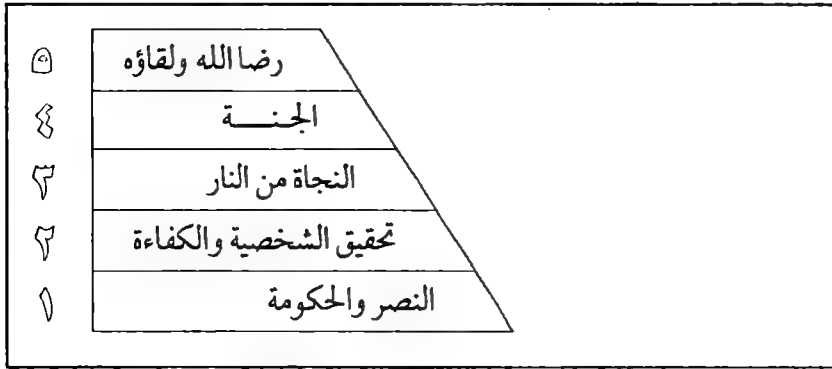 ٥ رضا الله ولقاؤه
٤ الجنـــة
٣ النجاة من النار
٢ تحقيق الشخصية والكفاءة
١ النصر والحكومة